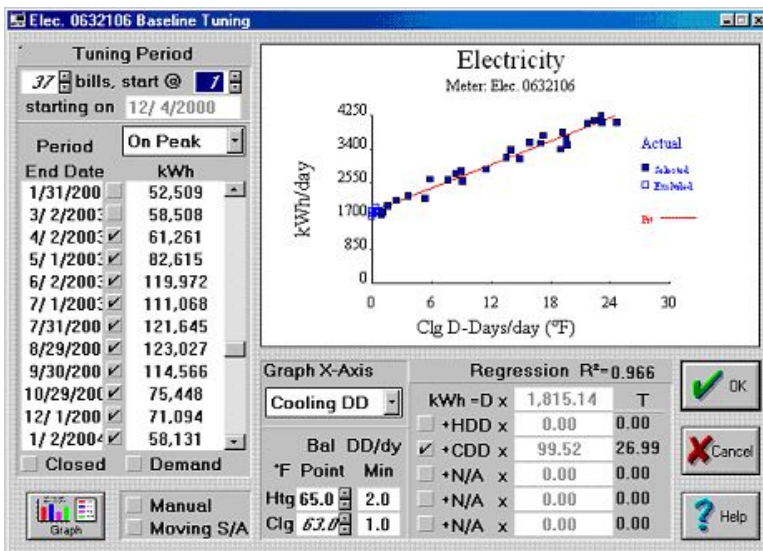 Elec. 0632106 Baseline Tuning
Tuning Period
37 bills, start @ 1
starting on 12/ 4/2000
Period On Peak
End Date kWh
1/31/200 52,509
3/ 2/2003 58,508
4/ 2/2003 61,261
5/ 1/2003 82,615
6/ 2/2003 119,972
7/ 1/2003 111,068
7/31/200 121,645
8/29/200 123,027
9/30/200 114,566
10/29/200 75,448
12/ 1/200 71,094
1/ 2/2004 58,131
Closed Demand
Graph
Manual
Moving S/A
Electricity
Meter: Elec. 0632106
kWh/day
4250
3400
2550
1700
850
0
0 6 12 18 24 30
Clg D-Days/day (ºF)
Actual
Selected
Excluded
Fit
Graph X-Axis
Cooling DD
Bal DD/dy
°F Point Min
Htg 65.0 2.0
Clg 63.0 1.0
Regression R²=0.966
kWh =D x 1,815.14 T
+HDD x 0.00 0.00
+CDD x 99.52 26.99
+N/A x 0.00 0.00
+N/A x 0.00 0.00
+N/A x 0.00 0.00
OK
Cancel
? Help